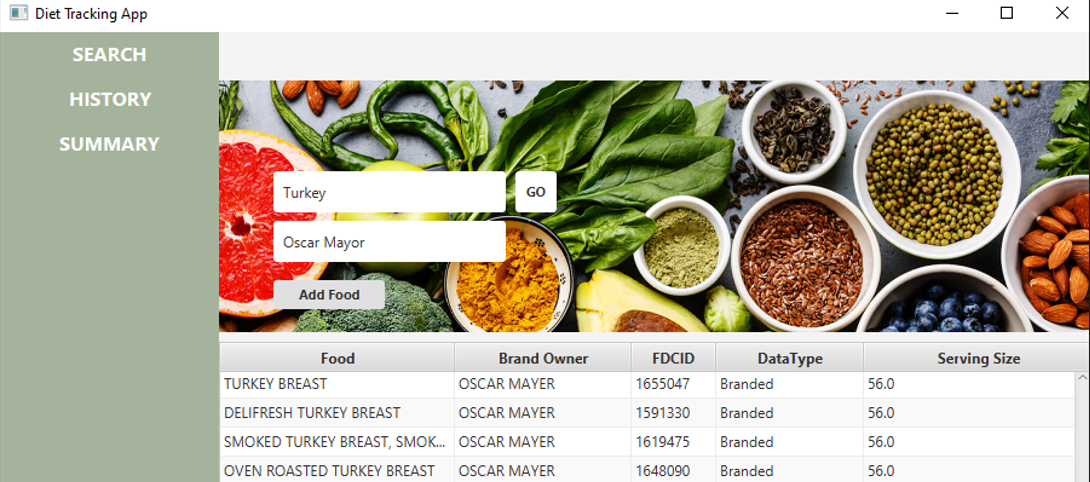 Diet Tracking App
SEARCH
HISTORY
SUMMARY
Turkey
GO
Oscar Mayor
Add Food
Food Brand Owner FDCID DataType Serving Size
TURKEY BREAST OSCAR MAYER 1655047 Branded 56.0
DELIFRESH TURKEY BREAST OSCAR MAYER 1591330 Branded 56.0
SMOKED TURKEY BREAST, SMOK... OSCAR MAYER 1619475 Branded 56.0
OVEN ROASTED TURKEY BREAST OSCAR MAYER 1648090 Branded 56.0